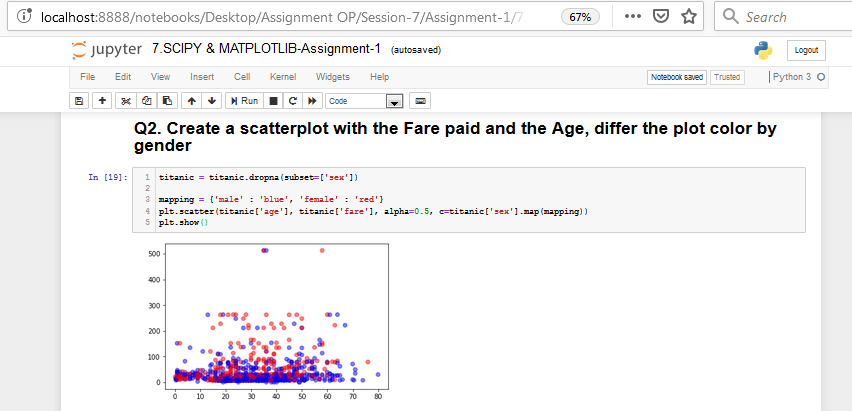 localhost:8888/notebooks/Desktop/Assignment OP/Session-7/Assignment-1/7 67% Search
jupyter 7.SCIPY & MATPLOTLIB-Assignment-1 (autosaved) Logout
File Edit View Insert Cell Kernel Widgets Help Notebook saved Trusted Python 3
Run Code
Q2. Create a scatterplot with the Fare paid and the Age, differ the plot color by
gender
In [19]: 1 titanic = titanic.dropna(subset=['sex'])
2
3 mapping = {'male' : 'blue', 'female' : 'red'}
4 plt.scatter(titanic['age'], titanic['fare'], alpha=0.5, c=titanic['sex'].map(mapping))
5 plt.show()
500
400
300
200
100
0
0 10 20 30 40 50 60 70 80